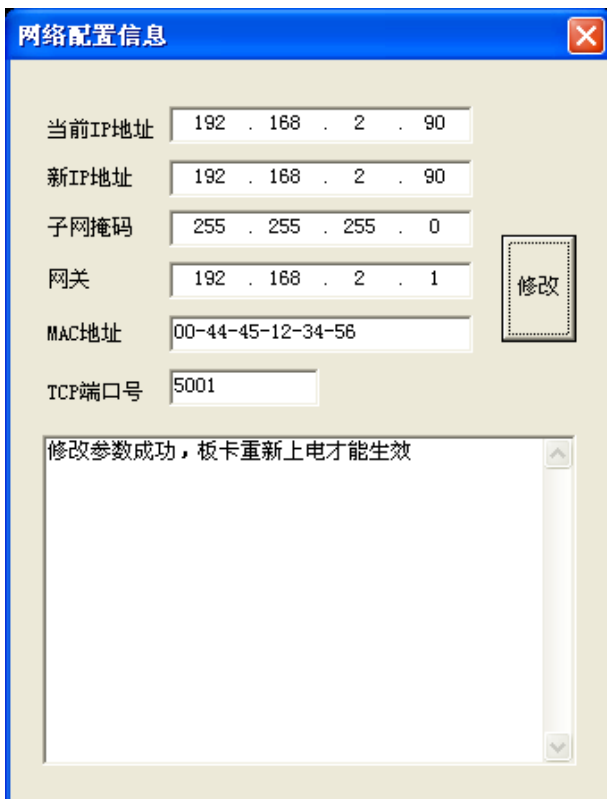 网络配置信息
当前IP地址 192 . 168 . 2 . 90
新IP地址 192 . 168 . 2 . 90
子网掩码 255 . 255 . 255 . 0
网关 192 . 168 . 2 . 1
修改
MAC地址 00-44-45-12-34-56
TCP端口号 5001
修改参数成功，板卡重新上电才能生效